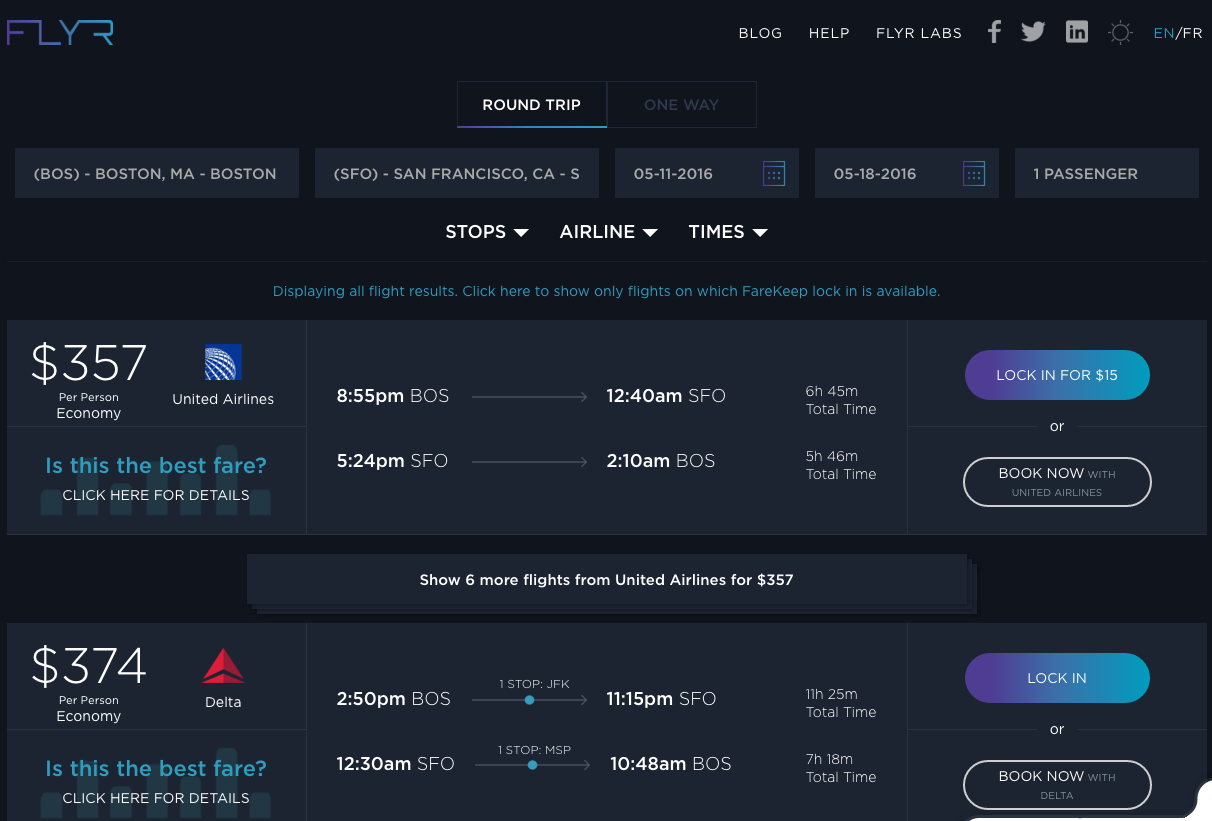 FLYR
BLOG HELP FLYR LABS EN/FR
ROUND TRIP ONE WAY
(BOS) - BOSTON, MA - BOSTON (SFO) - SAN FRANCISCO, CA - S 05-11-2016 05-18-2016 1 PASSENGER
STOPS AIRLINE TIMES
Displaying all flight results. Click here to show only flights on which FareKeep lock in is available.
$357
Per Person
Economy
United Airlines
Is this the best fare?
CLICK HERE FOR DETAILS
8:55pm BOS 12:40am SFO
6h 45m
Total Time
5:24pm SFO 2:10am BOS
5h 46m
Total Time
LOCK IN FOR $15
or
BOOK NOW WITH
UNITED AIRLINES
Show 6 more flights from United Airlines for $357
$374
Per Person
Economy
Delta
Is this the best fare?
CLICK HERE FOR DETAILS
1 STOP: JFK
2:50pm BOS 11:15pm SFO
11h 25m
Total Time
1 STOP: MSP
12:30am SFO 10:48am BOS
7h 18m
Total Time
LOCK IN
or
BOOK NOW WITH
DELTA